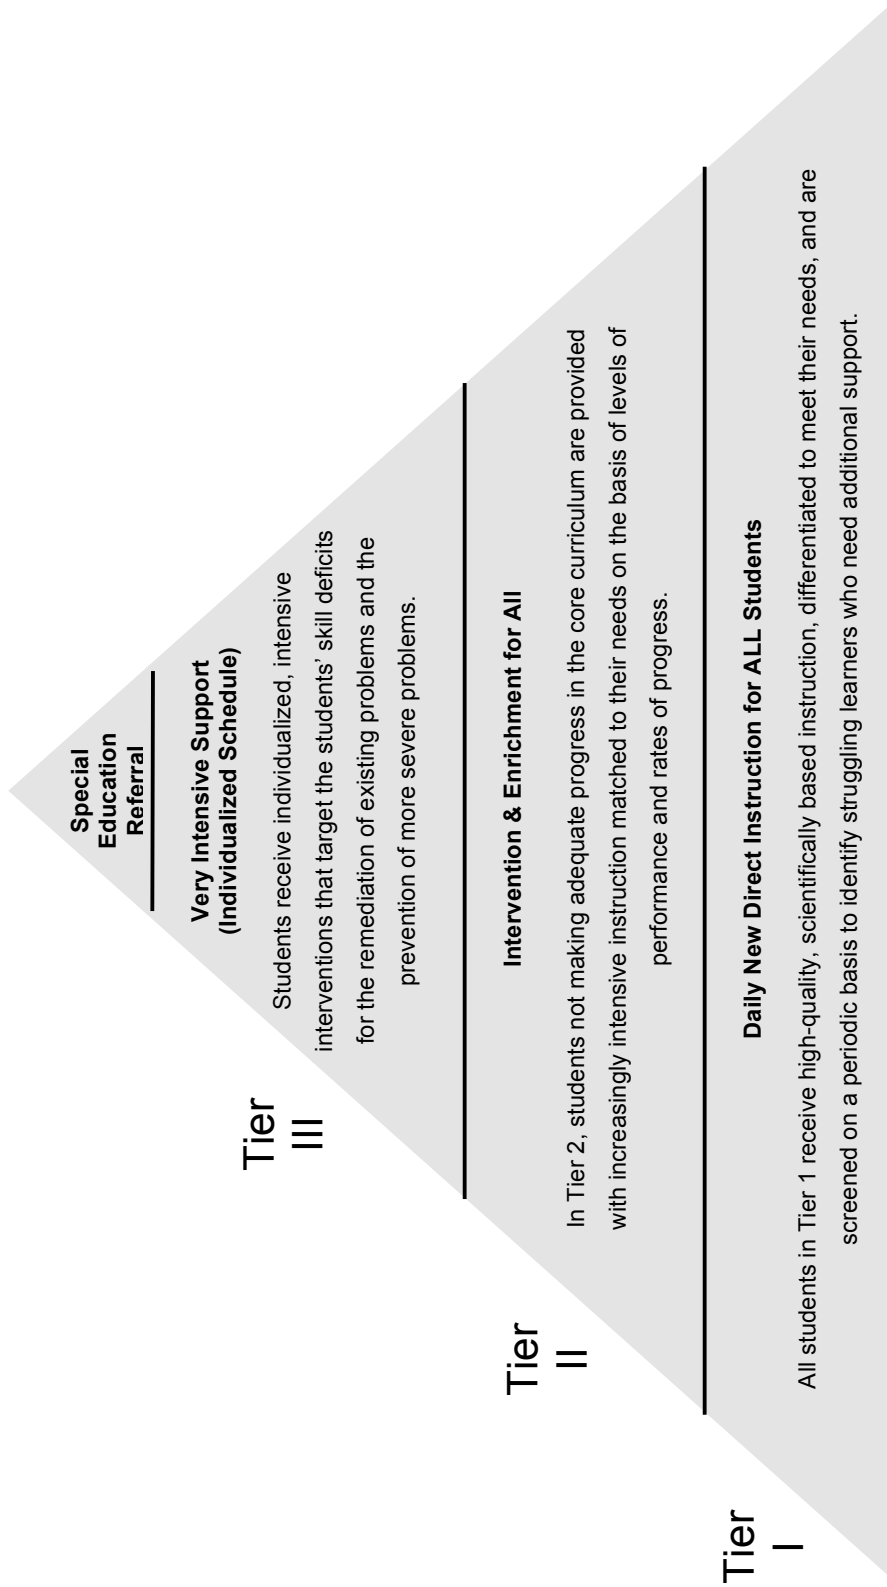 Special
Education
Referral
Very Intensive Support
(Individualized Schedule)
Students receive individualized, intensive
interventions that target the students’ skill deficits
for the remediation of existing problems and the
prevention of more severe problems.
Tier
III
Intervention & Enrichment for All
In Tier 2, students not making adequate progress in the core curriculum are provided
with increasingly intensive instruction matched to their needs on the basis of levels of
performance and rates of progress.
Tier
II
Daily New Direct Instruction for ALL Students
All students in Tier 1 receive high-quality, scientifically based instruction, differentiated to meet their needs, and are
screened on a periodic basis to identify struggling learners who need additional support.
Tier
I